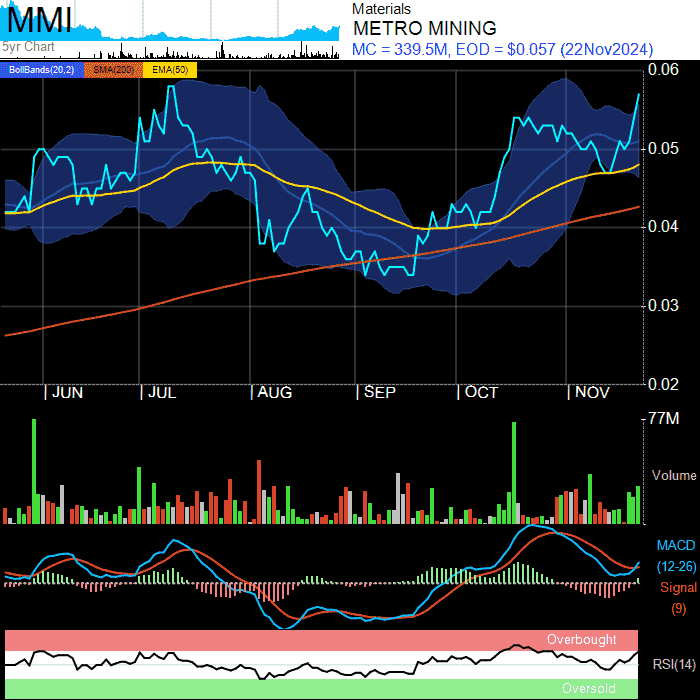 MMI
5yr Chart
Materials
METRO MINING
MC = 339.5M, EOD = $0.057 (22Nov2024)
BollBands(20,2) SMA(200) EMA(50)
0.06
0.05
0.04
0.03
0.02
JUN JUL AUG SEP OCT NOV
77M
Volume
MACD
(12-26)
Signal
(9)
Overbought
RSI(14)
Oversold